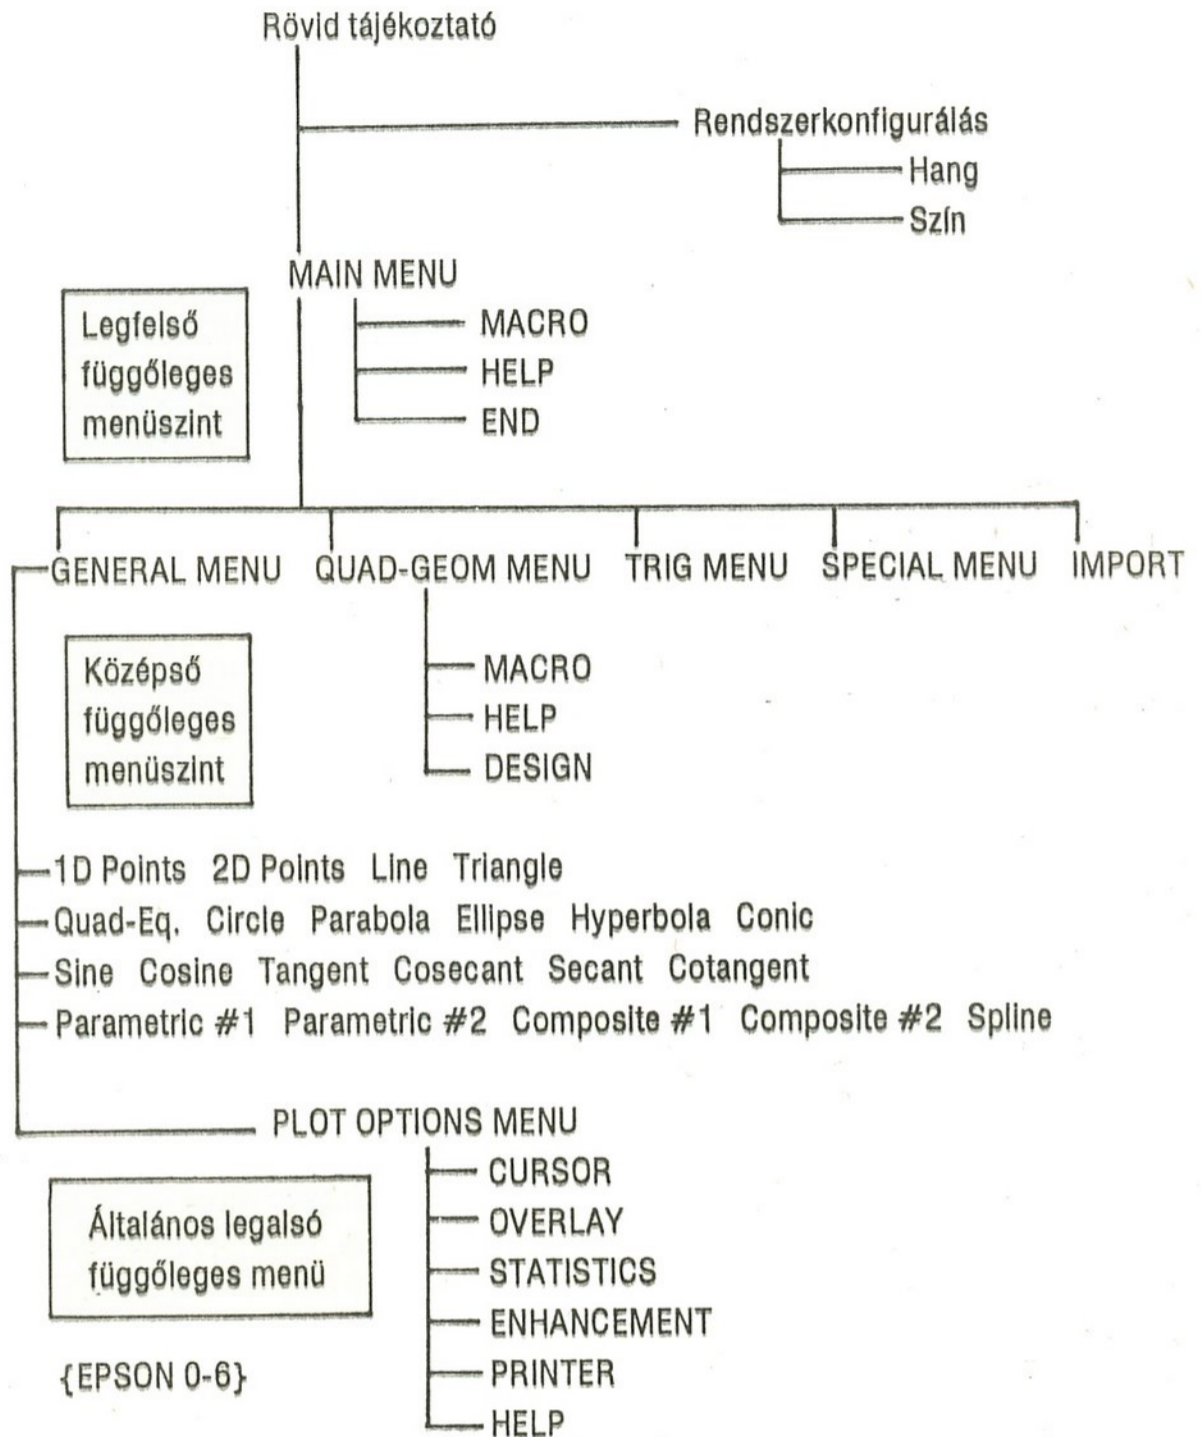 Rövid tájékoztató
Rendszerkonfigurálás
Hang
Szín
MAIN MENU
Legfelső
függőleges
menüszint
MACRO
HELP
END
GENERAL MENU QUAD-GEOM MENU TRIG MENU SPECIAL MENU IMPORT
Középső
függőleges
menüszint
MACRO
HELP
DESIGN
1D Points 2D Points Line Triangle
Quad-Eq. Circle Parabola Ellipse Hyperbola Conic
Sine Cosine Tangent Cosecant Secant Cotangent
Parametric #1 Parametric #2 Composite #1 Composite #2 Spline
PLOT OPTIONS MENU
Általános legalsó
függőleges menü
CURSOR
OVERLAY
STATISTICS
ENHANCEMENT
PRINTER
HELP
{EPSON 0-6}